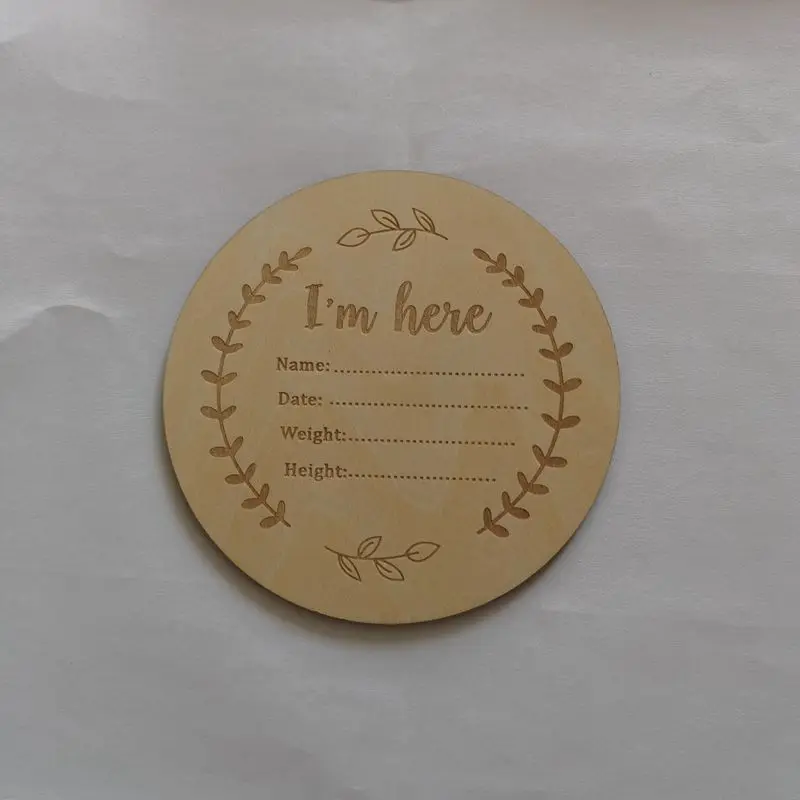 I'm here
Name:....................................
Date: .....................................
Weight:................................
Height:............................